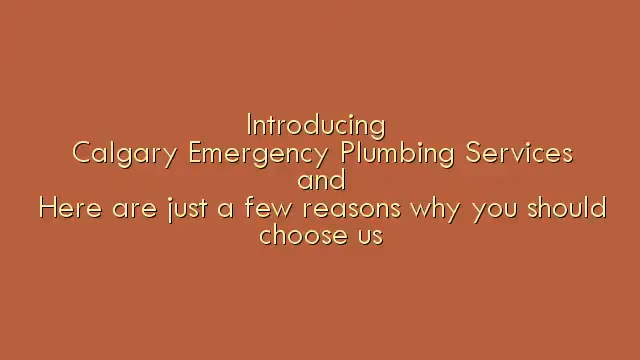 Introducing
Calgary Emergency Plumbing Services
and
Here are just a few reasons why you should
choose us